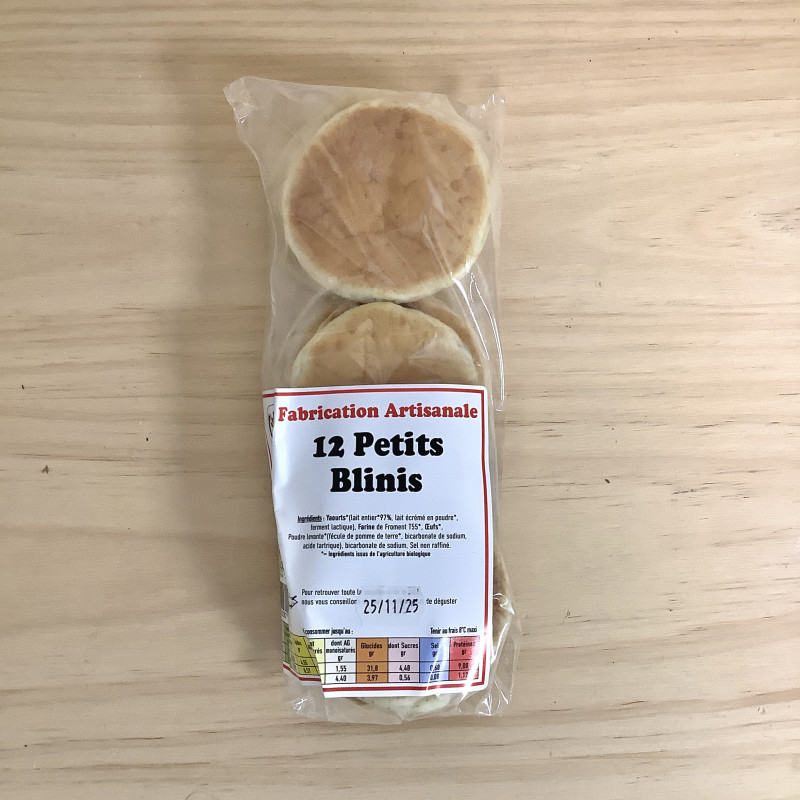 Fabrication Artisanale
12 Petits
Blinis
Ingrédients : Yaourts*(lait entier*97%, lait écrémé en poudre*,
ferment lactique), Farine de Froment T55*, Œufs*,
Poudre levante*(fécule de pomme de terre*, bicarbonate de sodium,
acide tartrique), bicarbonate de sodium, Sel non raffiné.
*= Ingrédients issus de l'agriculture biologique
Pour retrouver toute
nous vous conseillon de déguster
25/11/25
consommer jusqu'au : Tenir au frais 8°C maxi
dont AG Glucides dont Sucres Sel Protéines
monoinsaturés gr gr gr
gr
1,55 31,8 4,48 9,00
4,40 3,97 0,56